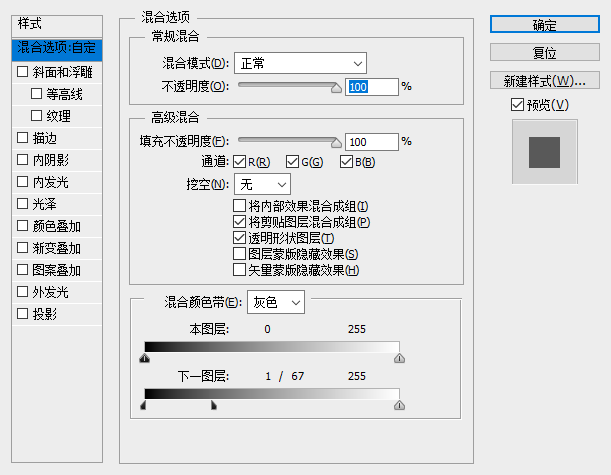 样式
混合选项:自定
斜面和浮雕
等高线
纹理
描边
内阴影
内发光
光泽
颜色叠加
渐变叠加
图案叠加
外发光
投影
混合选项
常规混合
混合模式(D): 正常
不透明度(O): 100 %
高级混合
填充不透明度(F): 100 %
通道: R(R) G(G) B(B)
挖空(N): 无
将内部效果混合成组(I)
将剪贴图层混合成组(P)
透明形状图层(T)
图层蒙版隐藏效果(S)
矢量蒙版隐藏效果(H)
混合颜色带(E): 灰色
本图层: 0 255
下一图层: 1 / 67 255
确定
复位
新建样式(W)...
预览(V)